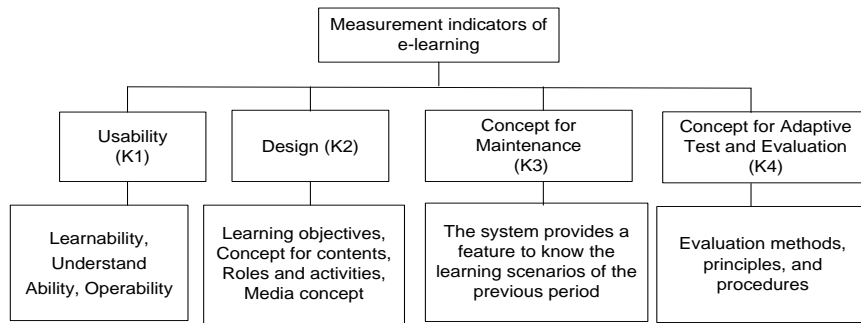 Measurement indicators of
e-learning
Usability
(K1)
Design (K2)
Concept for
Maintenance
(K3)
Concept for Adaptive
Test and Evaluation
(K4)
Learnability,
Understand
Ability, Operability
Learning objectives,
Concept for contents,
Roles and activities,
Media concept
The system provides a
feature to know the
learning scenarios of the
previous period
Evaluation methods,
principles, and
procedures